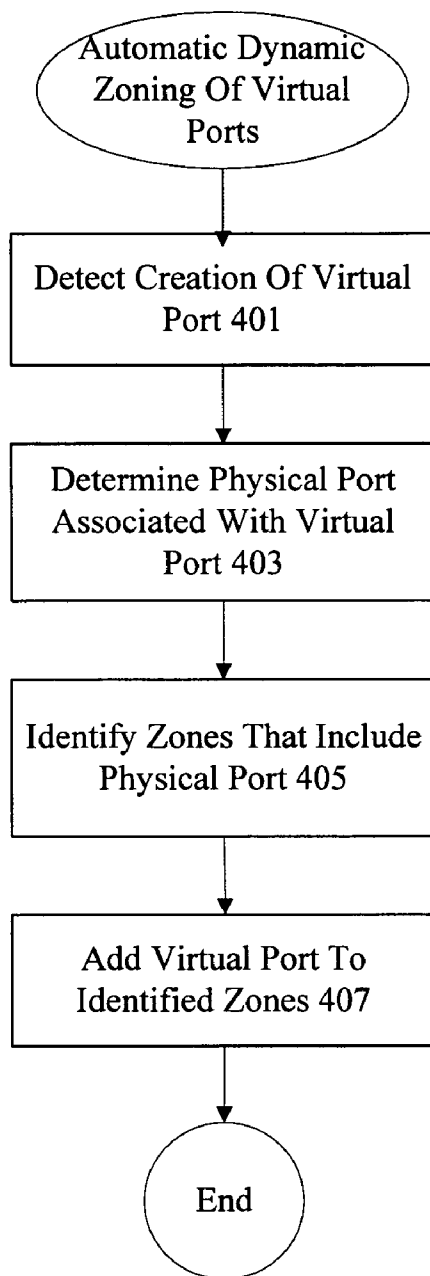 Automatic Dynamic
Zoning Of Virtual
Ports
Detect Creation Of Virtual
Port 401
Determine Physical Port
Associated With Virtual
Port 403
Identify Zones That Include
Physical Port 405
Add Virtual Port To
Identified Zones 407
End